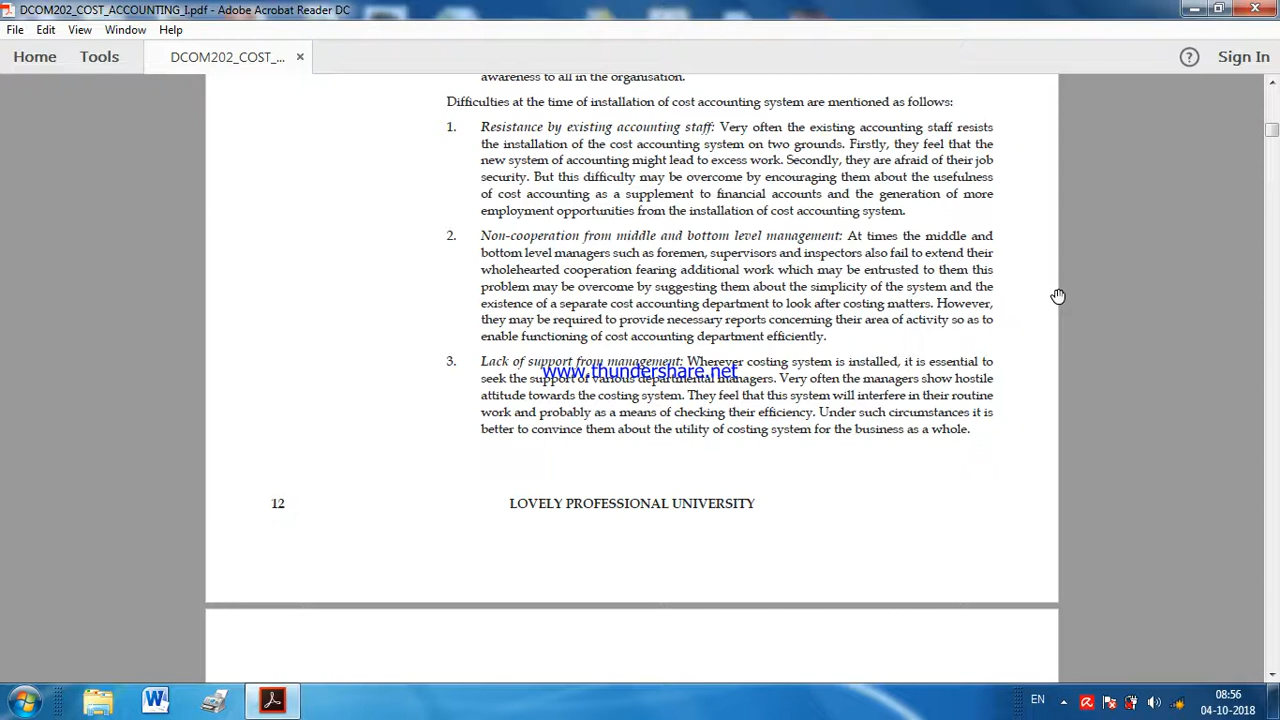 DCOM202_COST_ACCOUNTING_I.pdf - Adobe Acrobat Reader DC
File Edit View Window Help
Home Tools DCOM202_COST_... × ? Sign In
awareness to all in the organisation.
Difficulties at the time of installation of cost accounting system are mentioned as follows:
1. Resistance by existing accounting staff: Very often the existing accounting staff resists
the installation of the cost accounting system on two grounds. Firstly, they feel that the
new system of accounting might lead to excess work. Secondly, they are afraid of their job
security. But this difficulty may be overcome by encouraging them about the usefulness
of cost accounting as a supplement to financial accounts and the generation of more
employment opportunities from the installation of cost accounting system.
2. Non-cooperation from middle and bottom level management: At times the middle and
bottom level managers such as foremen, supervisors and inspectors also fail to extend their
wholehearted cooperation fearing additional work which may be entrusted to them this
problem may be overcome by suggesting them about the simplicity of the system and the
existence of a separate cost accounting department to look after costing matters. However,
they may be required to provide necessary reports concerning their area of activity so as to
enable functioning of cost accounting department efficiently.
3. Lack of support from management: Wherever costing system is installed, it is essential to
www.thundershare.net
seek the support of various departmental managers. Very often the managers show hostile
attitude towards the costing system. They feel that this system will interfere in their routine
work and probably as a means of checking their efficiency. Under such circumstances it is
better to convince them about the utility of costing system for the business as a whole.
12 LOVELY PROFESSIONAL UNIVERSITY
EN 08:56
04-10-2018